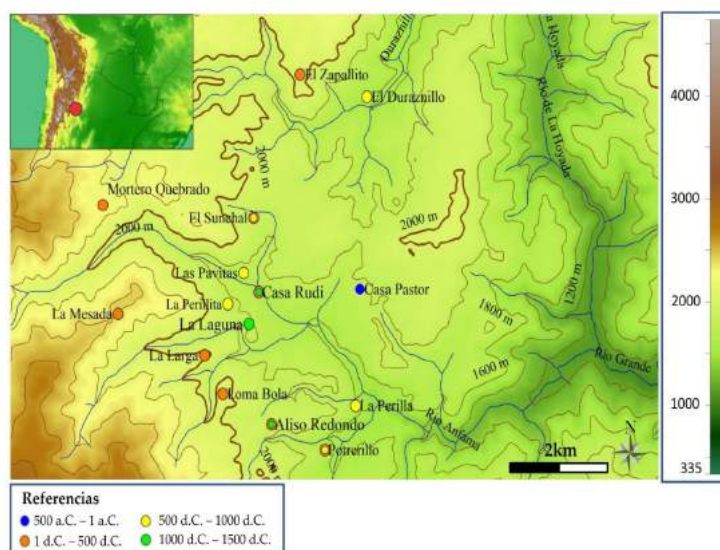 El Zapallito
Duraznillo
La Hoyada
El Duraznillo
Río de La Hoyada
2000 m
Mortero Quebrado
2000 m
El Sunchal
2000 m
Las Pavitas
Casa Rudi
Casa Pastor
1200 m
La Perillita
La Mesada
La Laguna
1800 m
La Larga
1600 m
Río Grande
Loma Bola
La Perilla
Aliso Redondo
Río Anfama
2000 m
Potrerillo
N
2km
4000
3000
2000
1000
335
Referencias
500 a.C. – 1 a.C.
500 d.C. – 1000 d.C.
1 d.C. – 500 d.C.
1000 d.C. – 1500 d.C.